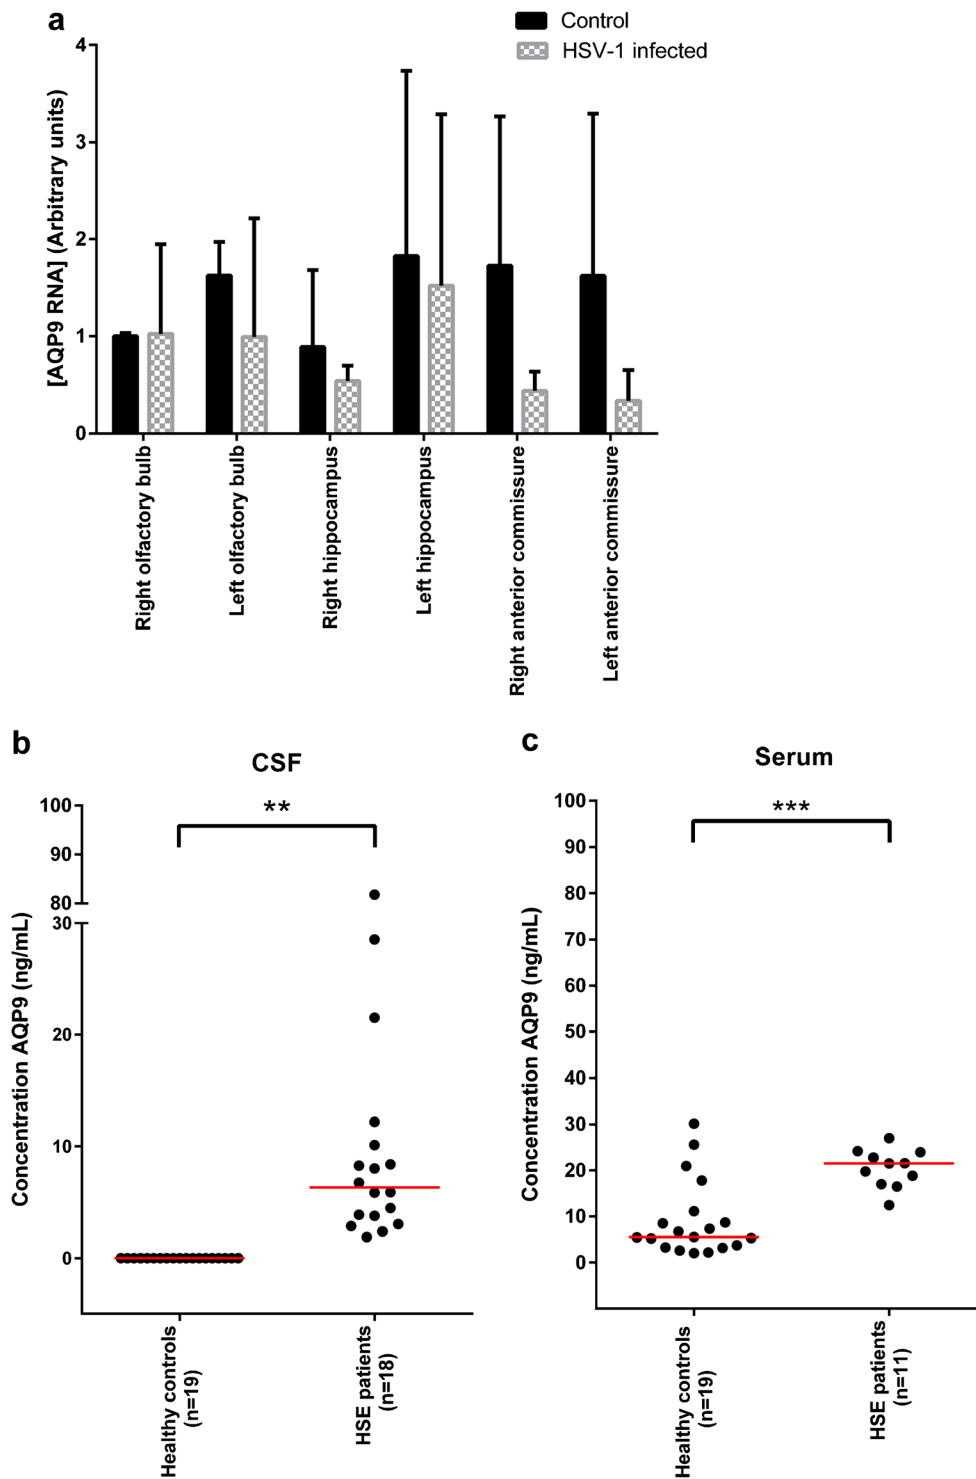 a
Control
HSV-1 infected
[AQP9 RNA] (Arbitrary units)
4
3
2
1
0
Right olfactory bulb
Left olfactory bulb
Right hippocampus
Left hippocampus
Right anterior commissure
Left anterior commissure
b
CSF
**
Concentration AQP9 (ng/mL)
100
90
80
30
20
10
0
Healthy controls
(n=19)
HSE patients
(n=18)
c
Serum
***
Concentration AQP9 (ng/mL)
100
90
80
70
60
50
40
30
20
10
0
Healthy controls
(n=19)
HSE patients
(n=11)